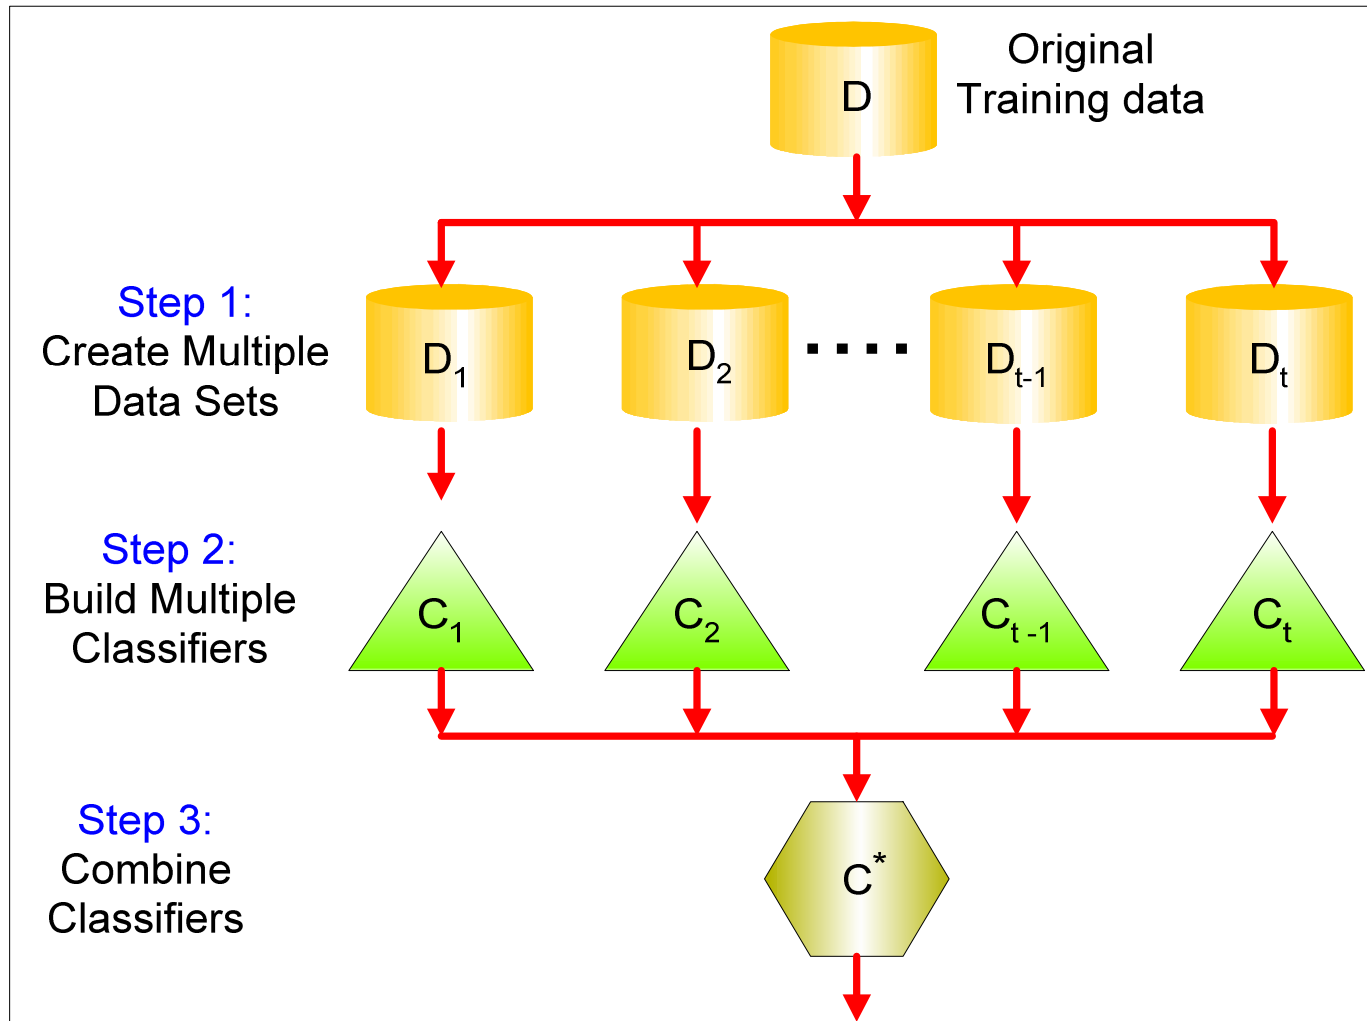 D
Original
Training data
Step 1:
Create Multiple
Data Sets
D1
D2
....
Dt-1
Dt
Step 2:
Build Multiple
Classifiers
C1
C2
Ct -1
Ct
Step 3:
Combine
Classifiers
C*